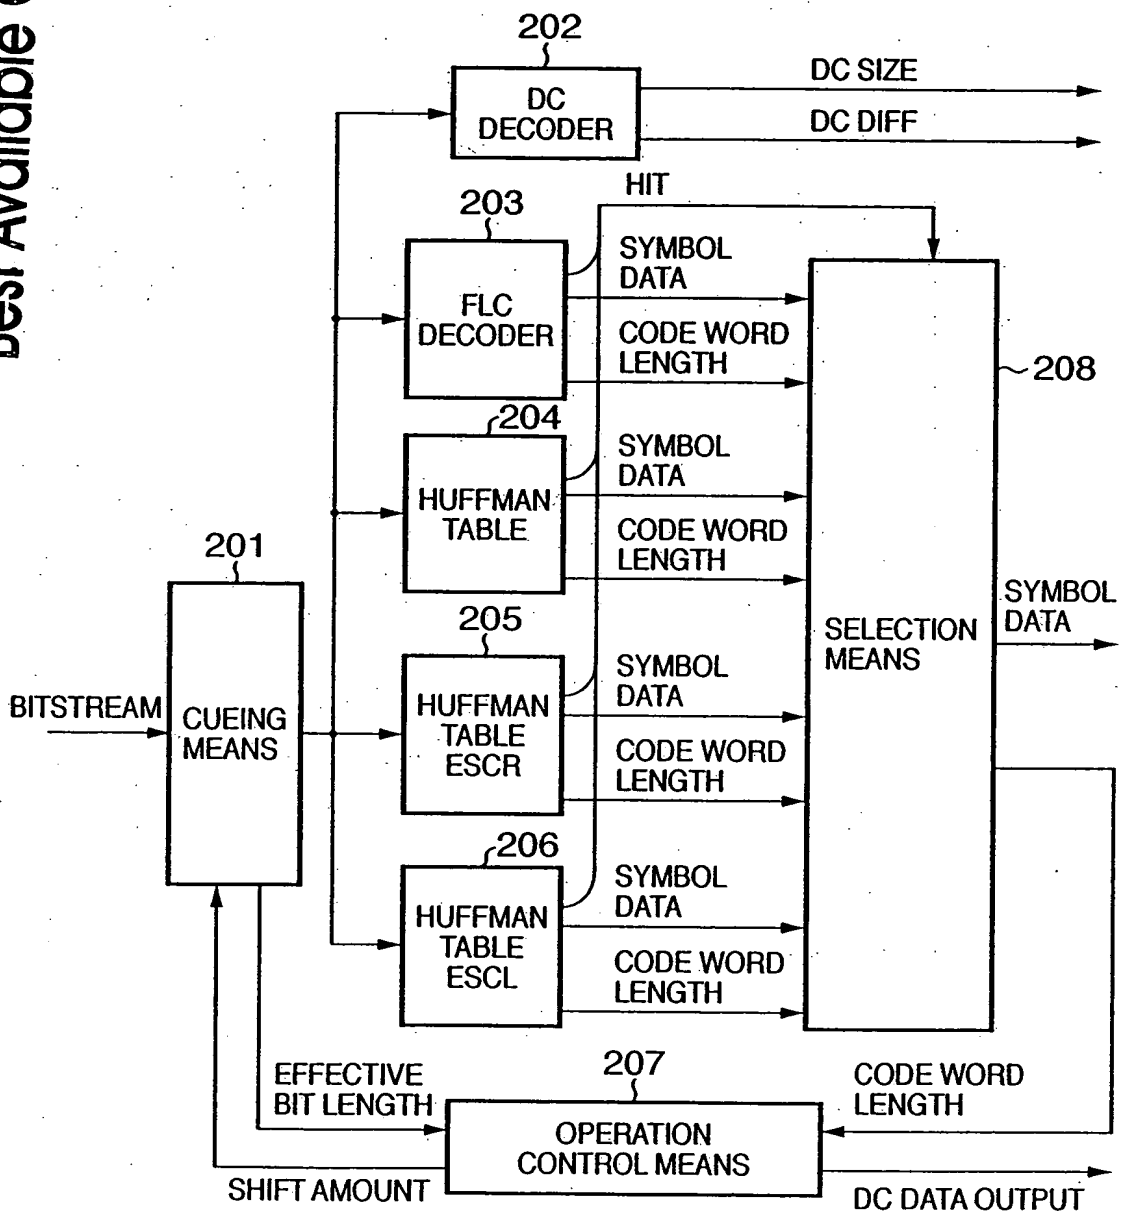 Best Available
202
DC
DECODER
DC SIZE
DC DIFF
HIT
203
FLC
DECODER
SYMBOL
DATA
CODE WORD
LENGTH
208
204
HUFFMAN
TABLE
SYMBOL
DATA
CODE WORD
LENGTH
201
BITSTREAM
CUEING
MEANS
205
HUFFMAN
TABLE
ESCR
SYMBOL
DATA
CODE WORD
LENGTH
SELECTION
MEANS
SYMBOL
DATA
206
HUFFMAN
TABLE
ESCL
SYMBOL
DATA
CODE WORD
LENGTH
EFFECTIVE
BIT LENGTH
207
OPERATION
CONTROL MEANS
CODE WORD
LENGTH
SHIFT AMOUNT
DC DATA OUTPUT